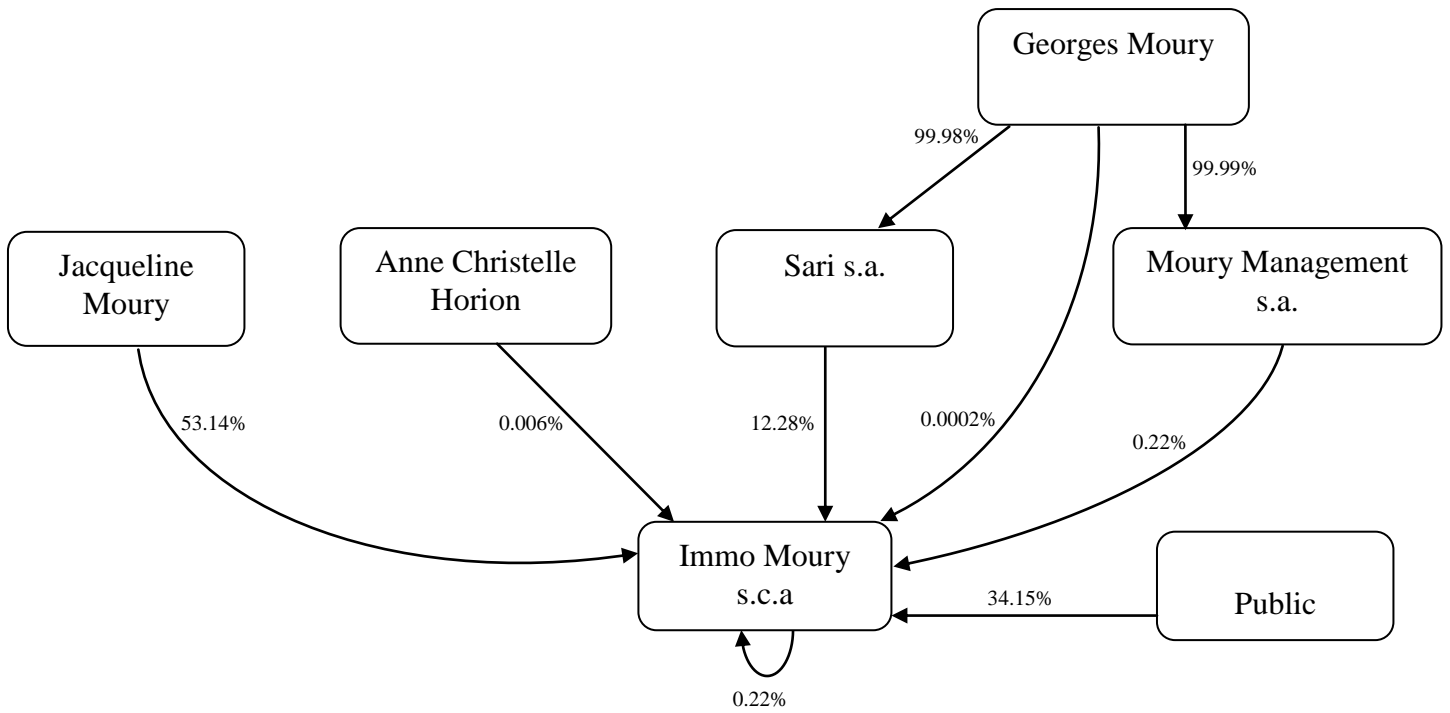 Georges Moury
99.98%
99.99%
Jacqueline
Moury
Anne Christelle
Horion
Sari s.a.
Moury Management
s.a.
53.14%
0.006%
12.28%
0.0002%
0.22%
Immo Moury
s.c.a
34.15%
Public
0.22%